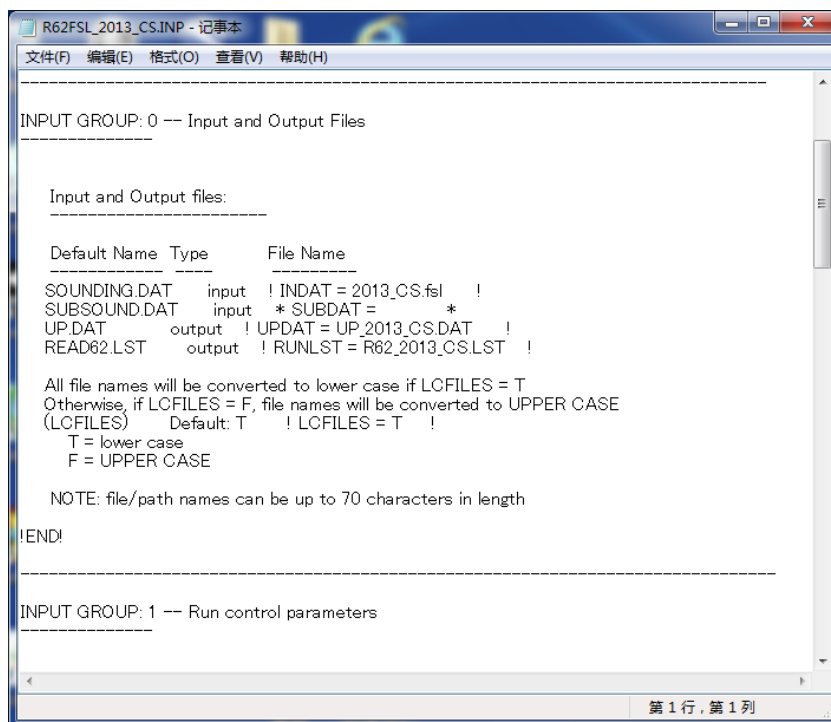 R62FSL_2013_CS.INP - 记事本
文件(F) 编辑(E) 格式(O) 查看(V) 帮助(H)
--------------------------------------------------------------------------------
INPUT GROUP: 0 -- Input and Output Files
--------------
Input and Output files:
-----------------------
Default Name Type File Name
------------ ---- ---------
SOUNDING.DAT input ! INDAT = 2013_CS.fsl !
SUBSOUND.DAT input * SUBDAT = *
UP.DAT output ! UPDAT = UP_2013_CS.DAT !
READ62.LST output ! RUNLST = R62_2013_CS.LST !
All file names will be converted to lower case if LCFILES = T
Otherwise, if LCFILES = F, file names will be converted to UPPER CASE
(LCFILES) Default: T ! LCFILES = T !
T = lower case
F = UPPER CASE
NOTE: file/path names can be up to 70 characters in length
!END!
--------------------------------------------------------------------------------
INPUT GROUP: 1 -- Run control parameters
--------------
第 1 行 , 第 1 列